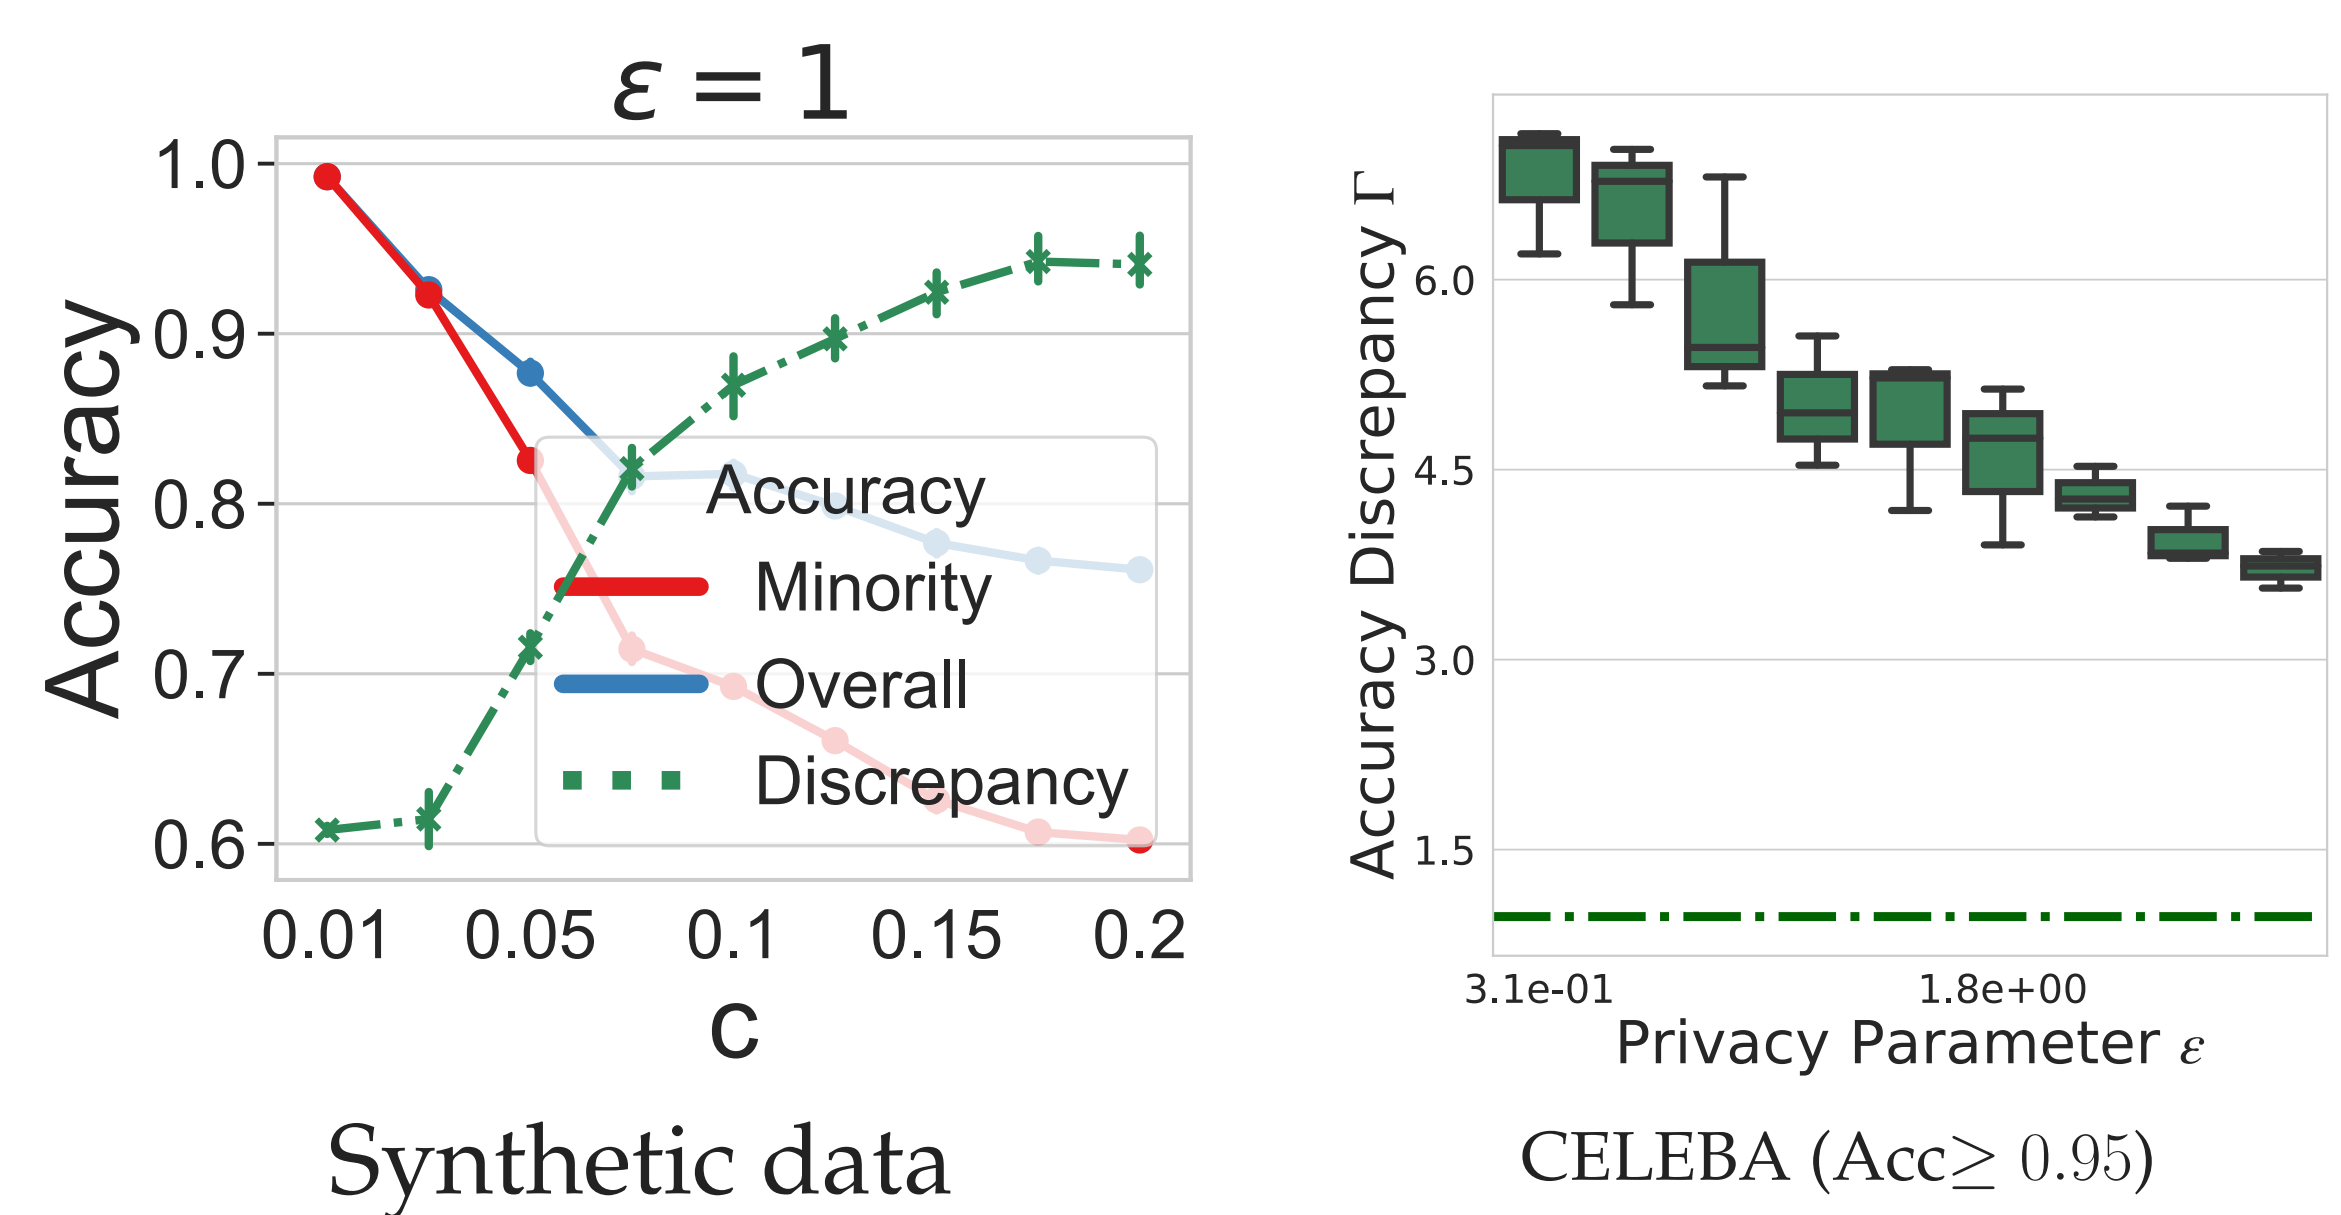 ε = 1
Accuracy
1.0
0.9
0.8
0.7
0.6
Accuracy
Minority
Overall
Discrepancy
0.01 0.05 0.1 0.15 0.2
c
Synthetic data
Accuracy Discrepancy Γ
6.0
4.5
3.0
1.5
3.1e-01 1.8e+00
Privacy Parameter ε
CELEBA (Acc≥ 0.95)